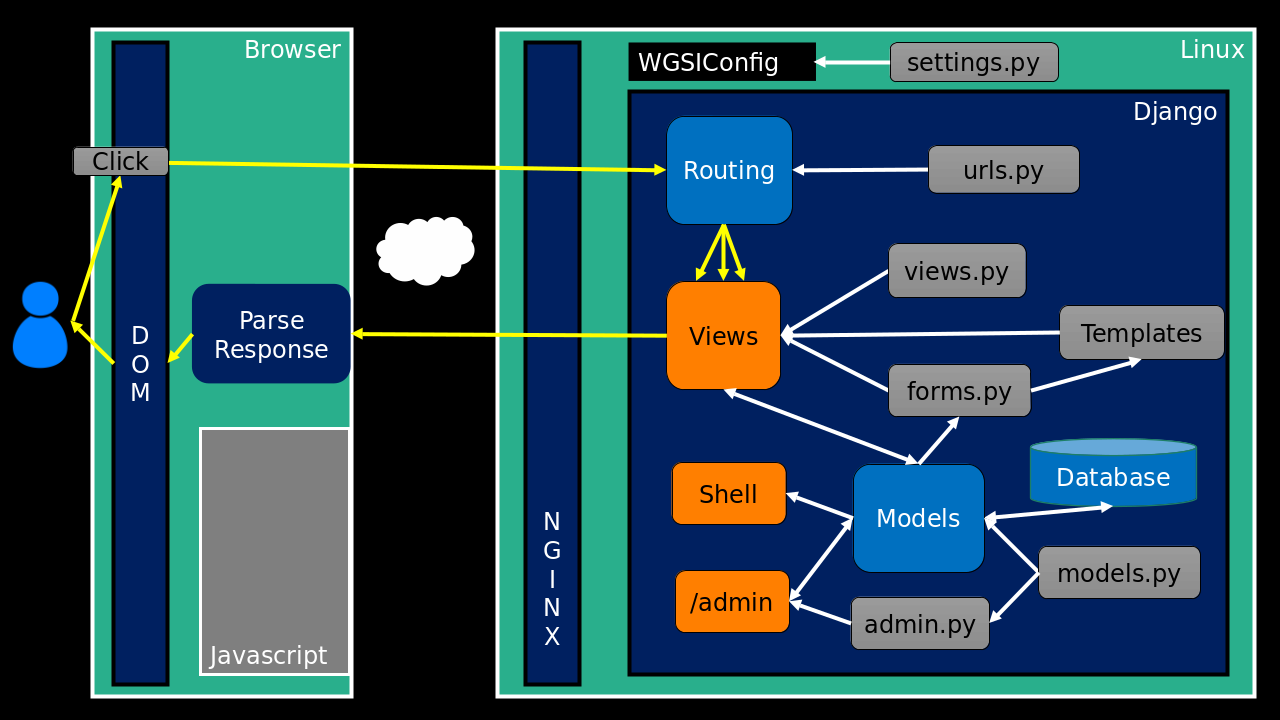 Browser
Linux
WGSIConfig
settings.py
Django
Click
Routing
urls.py
views.py
Parse
Response
Views
Templates
D
O
M
forms.py
Database
Shell
Models
N
G
I
N
X
models.py
/admin
admin.py
Javascript